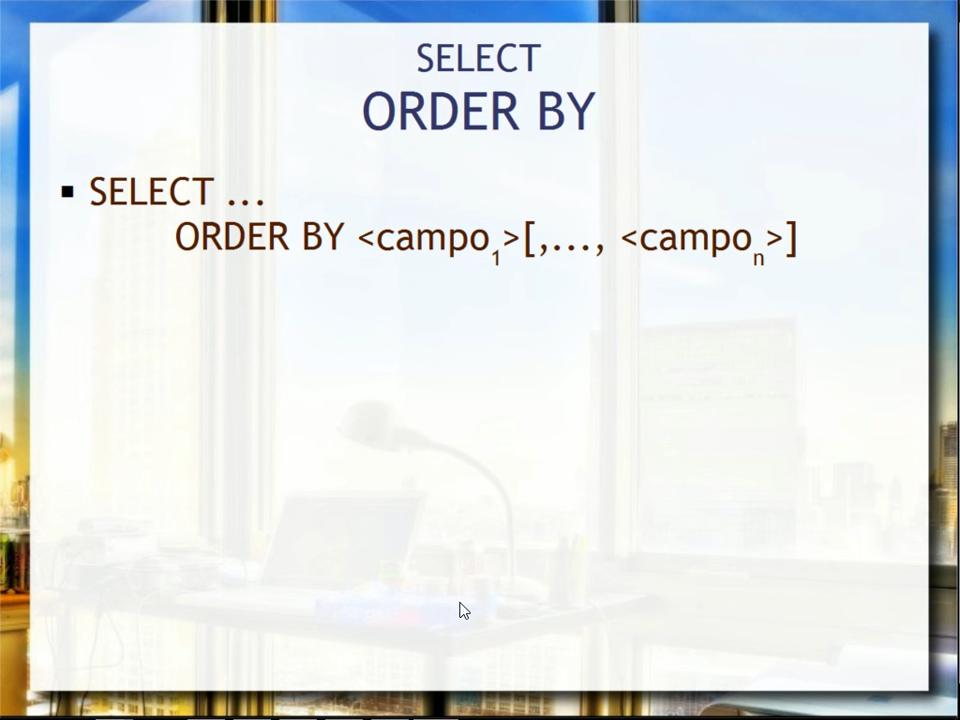 SELECT
ORDER BY
▪ SELECT ...
ORDER BY <campo₁>[,..., <campoₙ>]